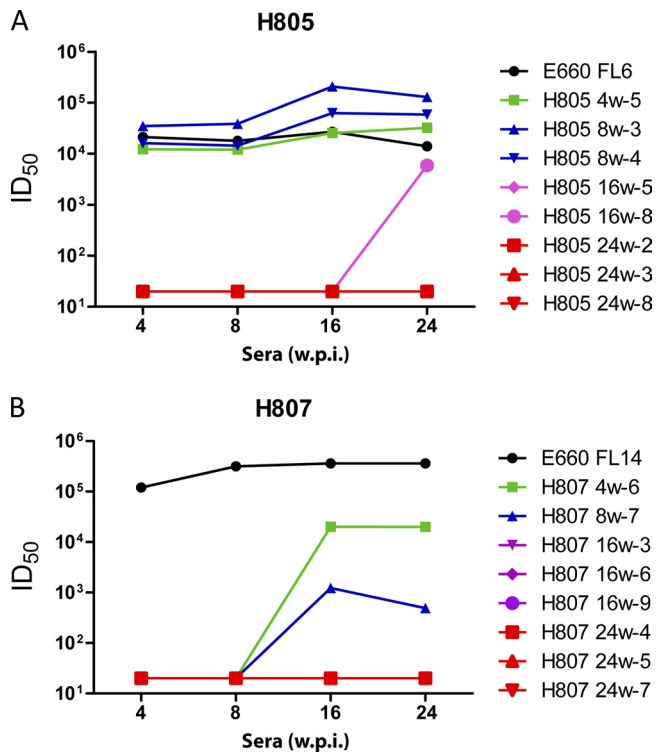 A
H805
10^6
10^5
10^4
10^3
10^2
10^1
ID50
4 8 16 24
Sera (w.p.i.)
E660 FL6
H805 4w-5
H805 8w-3
H805 8w-4
H805 16w-5
H805 16w-8
H805 24w-2
H805 24w-3
H805 24w-8
B
H807
10^6
10^5
10^4
10^3
10^2
10^1
ID50
4 8 16 24
Sera (w.p.i.)
E660 FL14
H807 4w-6
H807 8w-7
H807 16w-3
H807 16w-6
H807 16w-9
H807 24w-4
H807 24w-5
H807 24w-7